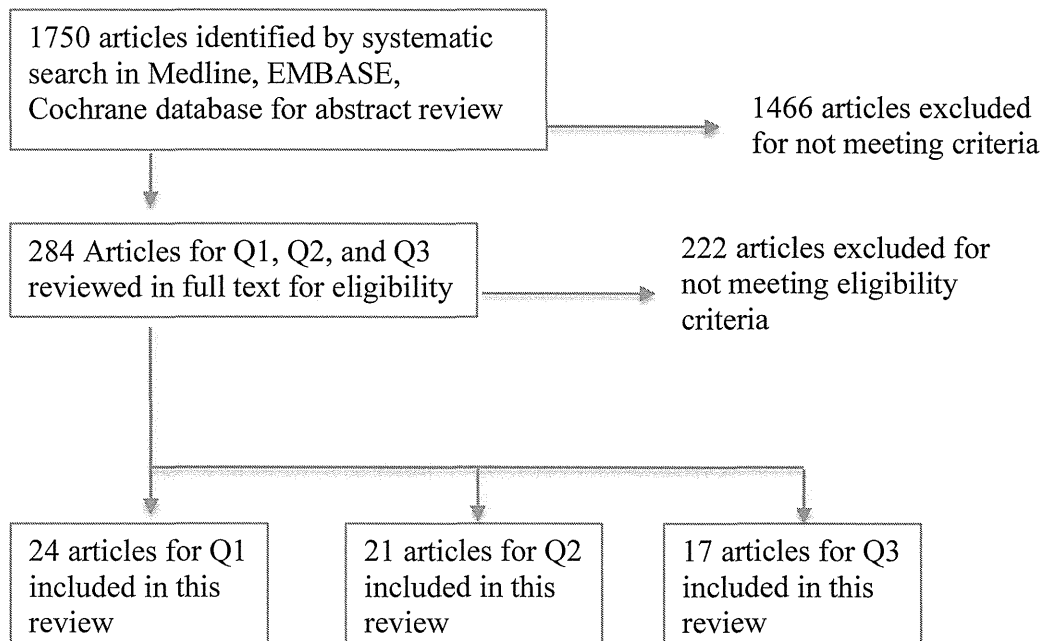 1750 articles identified by systematic
search in Medline, EMBASE,
Cochrane database for abstract review
1466 articles excluded
for not meeting criteria
284 Articles for Q1, Q2, and Q3
reviewed in full text for eligibility
222 articles excluded for
not meeting eligibility
criteria
24 articles for Q1
included in this
review
21 articles for Q2
included in this
review
17 articles for Q3
included in this
review